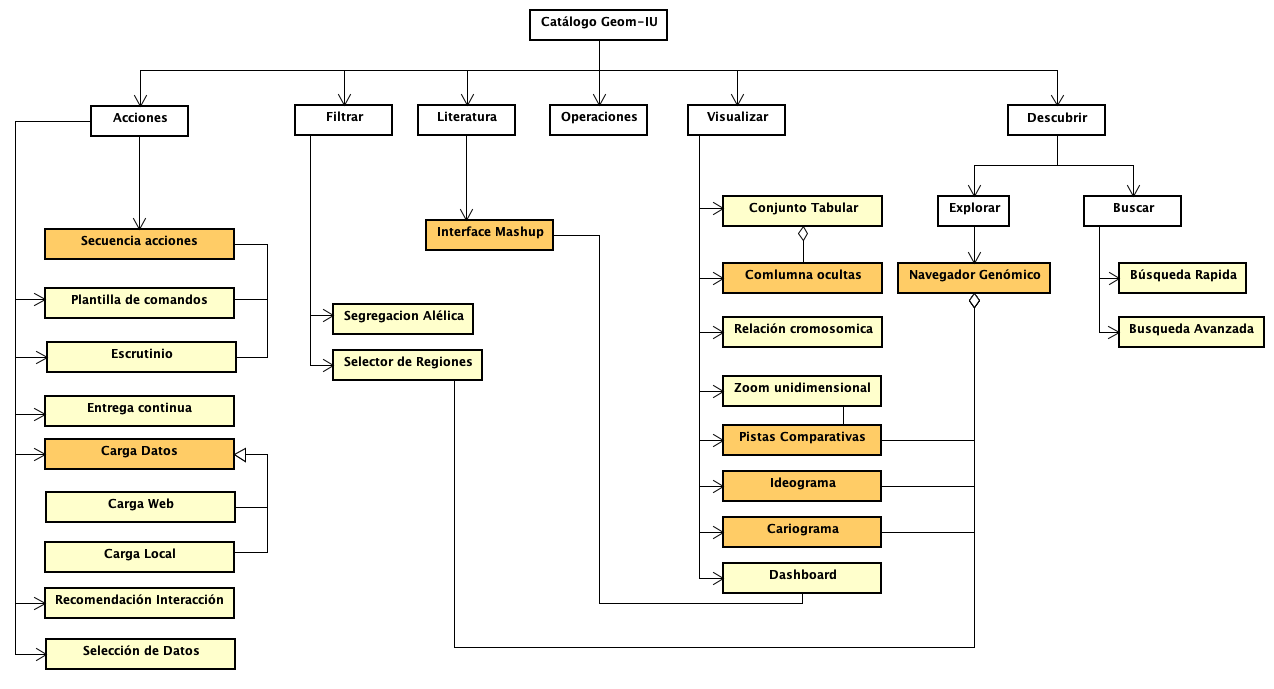 Catálogo Geom-IU
Acciones
Filtrar
Literatura
Operaciones
Visualizar
Descubrir
Explorar
Buscar
Conjunto Tabular
Secuencia acciones
Interface Mashup
Comlumna ocultas
Navegador Genómico
Búsqueda Rapida
Plantilla de comandos
Segregacion Alélica
Relación cromosomica
Busqueda Avanzada
Escrutinio
Selector de Regiones
Zoom unidimensional
Entrega continua
Pistas Comparativas
Carga Datos
Ideograma
Carga Web
Cariograma
Carga Local
Dashboard
Recomendación Interacción
Selección de Datos